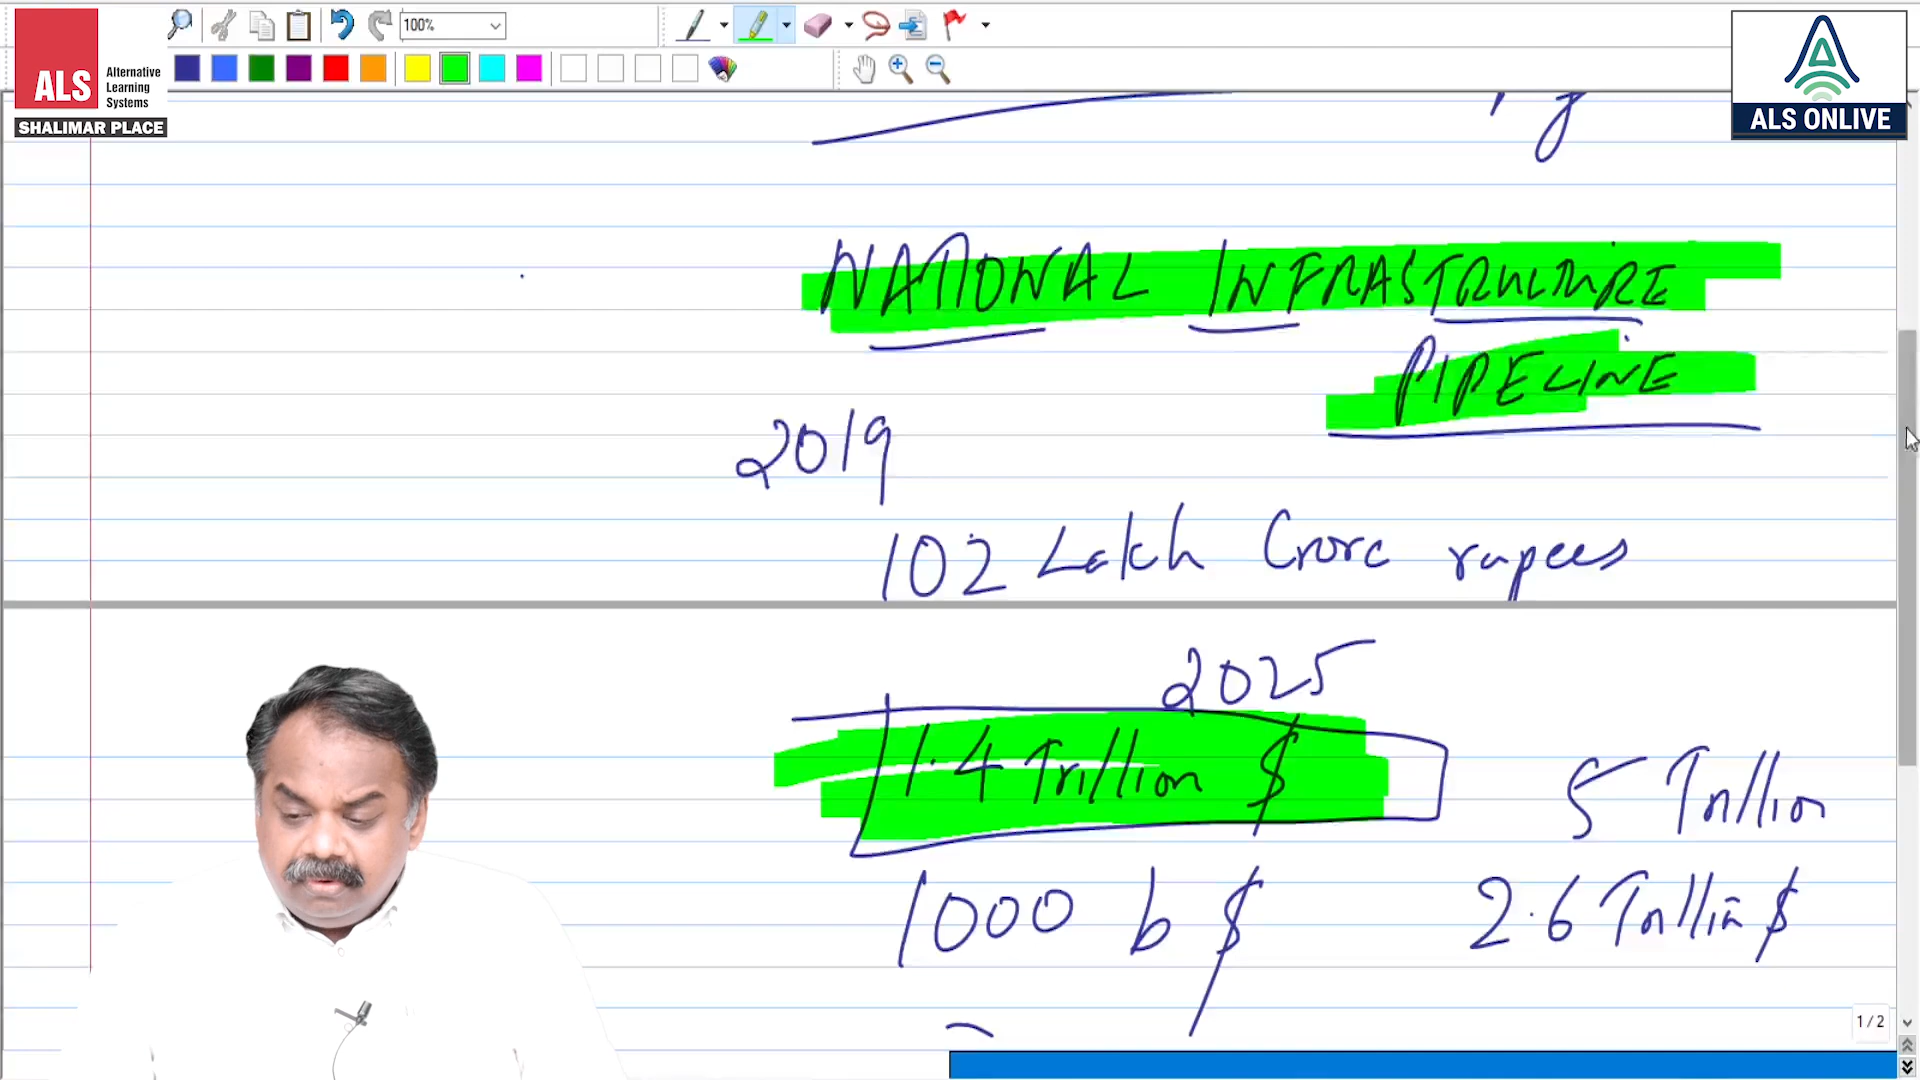 100%
ALS
Alternative
Learning
Systems
SHALIMAR PLACE
ALS ONLIVE
NATIONAL INFRASTRUCTURE
PIPELINE
2019
102 Lakh Crore rupees
2025
1.4 Trillion $
5 Trillion
1000 b $
2.6 Trillion $
1/2